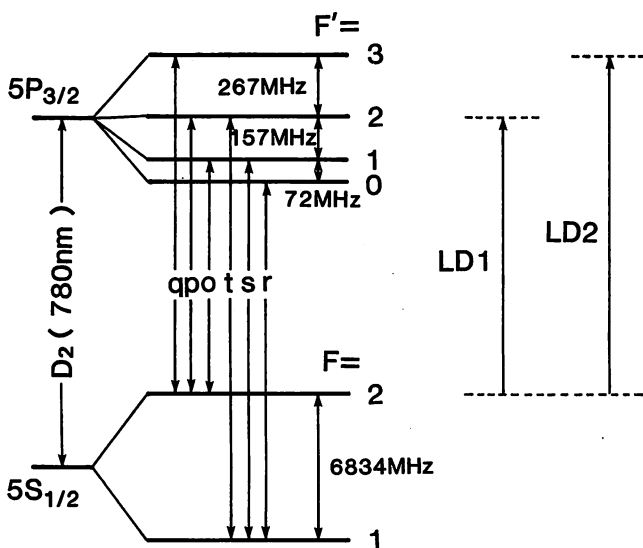 F'=
3
267MHz
5P3/2
2
157MHz
1
0
72MHz
D2 ( 780nm )
q p o t s r
LD1
LD2
F=
2
6834MHz
5S1/2
1